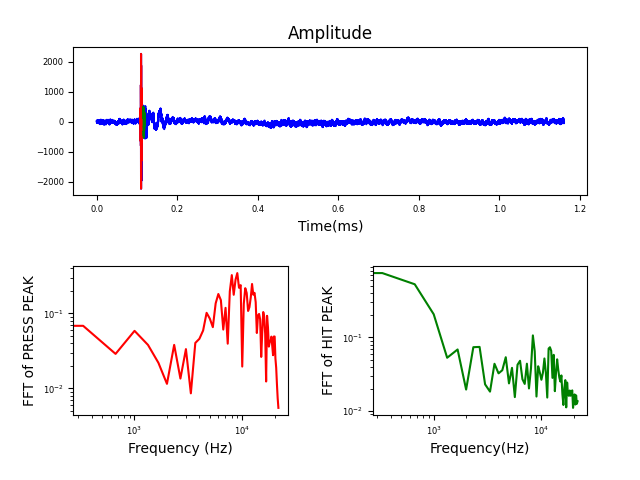 Amplitude
2000
1000
0
−1000
−2000
0.0 0.2 0.4 0.6 0.8 1.0 1.2
Time(ms)
FFT of PRESS PEAK
10⁻¹
10⁻²
10³ 10⁴
Frequency (Hz)
FFT of HIT PEAK
10⁻¹
10⁻²
10³ 10⁴
Frequency(Hz)